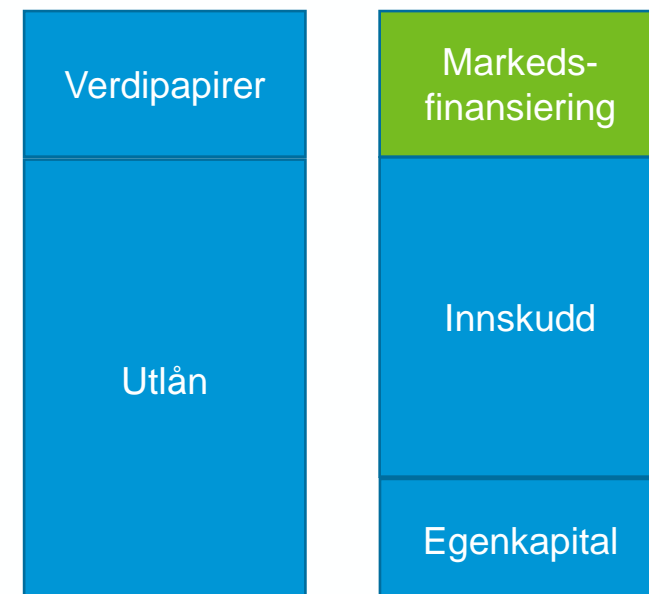 Verdipapirer
Utlån
Markeds-
finansiering
Innskudd
Egenkapital